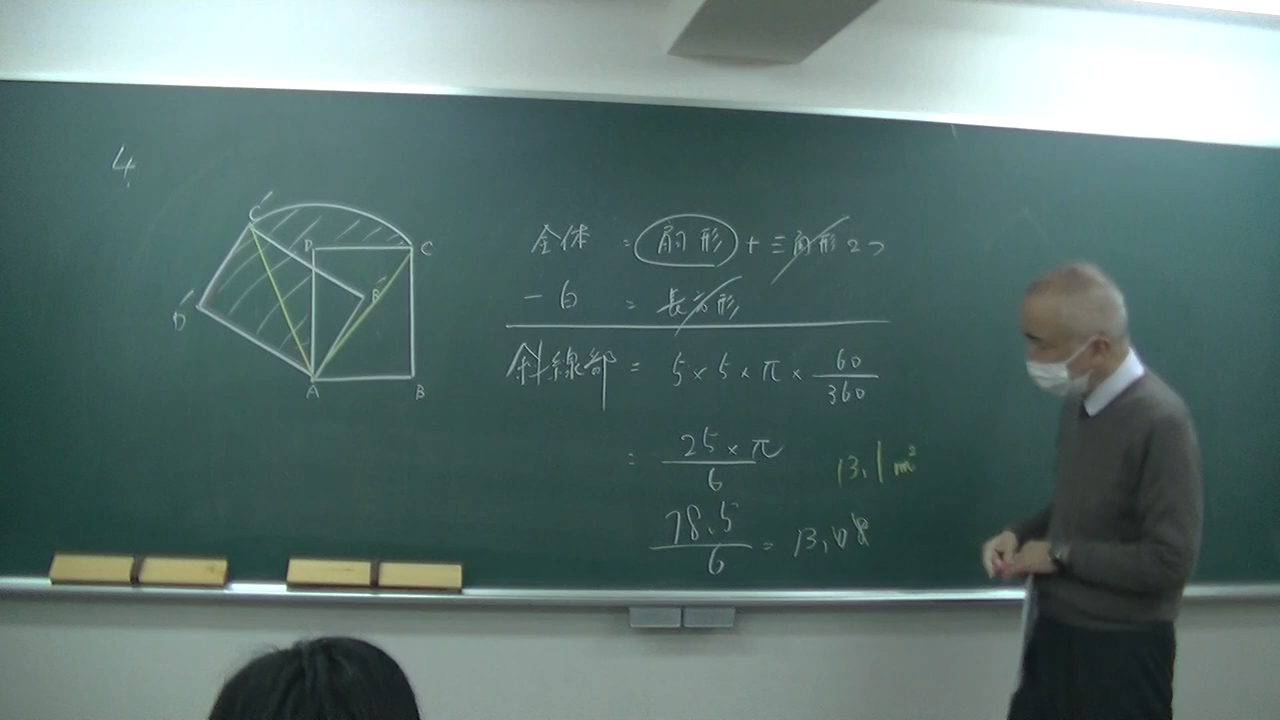 4.
C'
D
C
B'
D'
A
B
全体 = 扇形 + 三角形2つ
- 白 = 長方形
斜線部 = 5 × 5 × π × 60/360
= 25 × π/6
13.1 m²
78.5/6 = 13.08